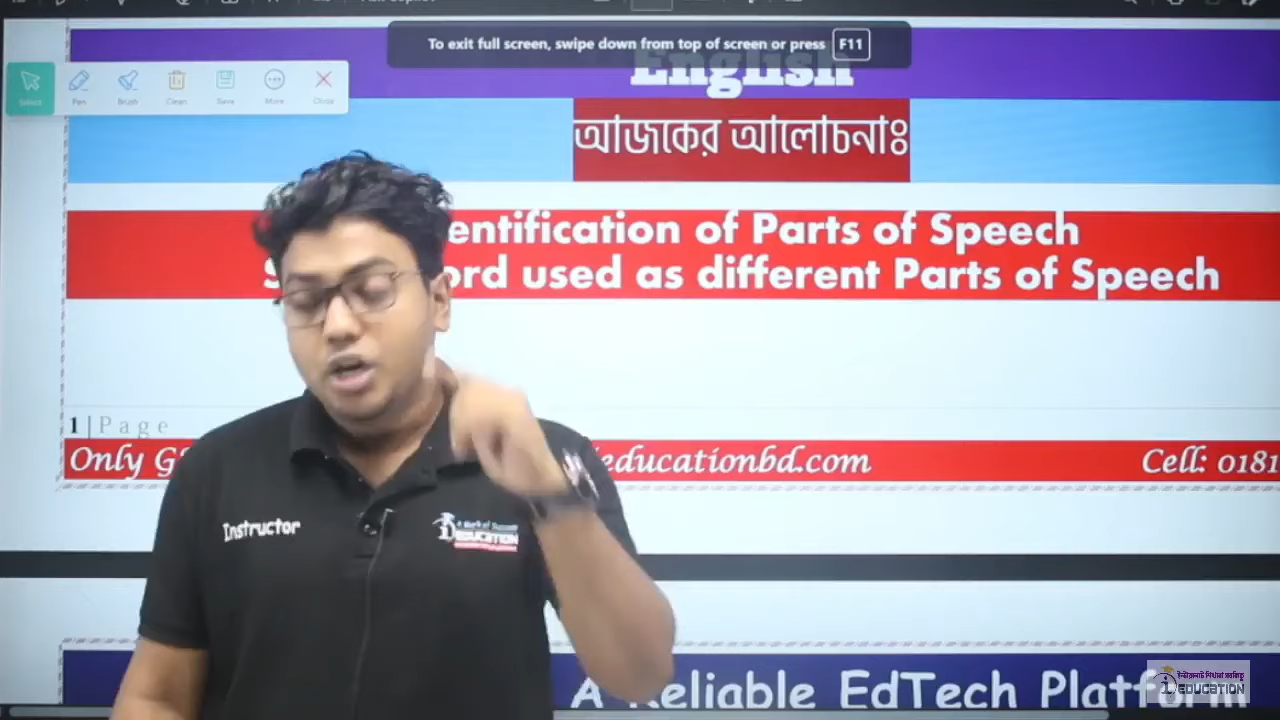 To exit full screen, swipe down from top of screen or press F11
English
Select Pen Brush Clean Save More Close
আজকের আলোচনাঃ
entification of Parts of Speech
S ord used as different Parts of Speech
1 | Page
Only G educationbd.com Cell: 0181
Instructor
EDUCATION
A Reliable EdTech Platform
EDUCATION